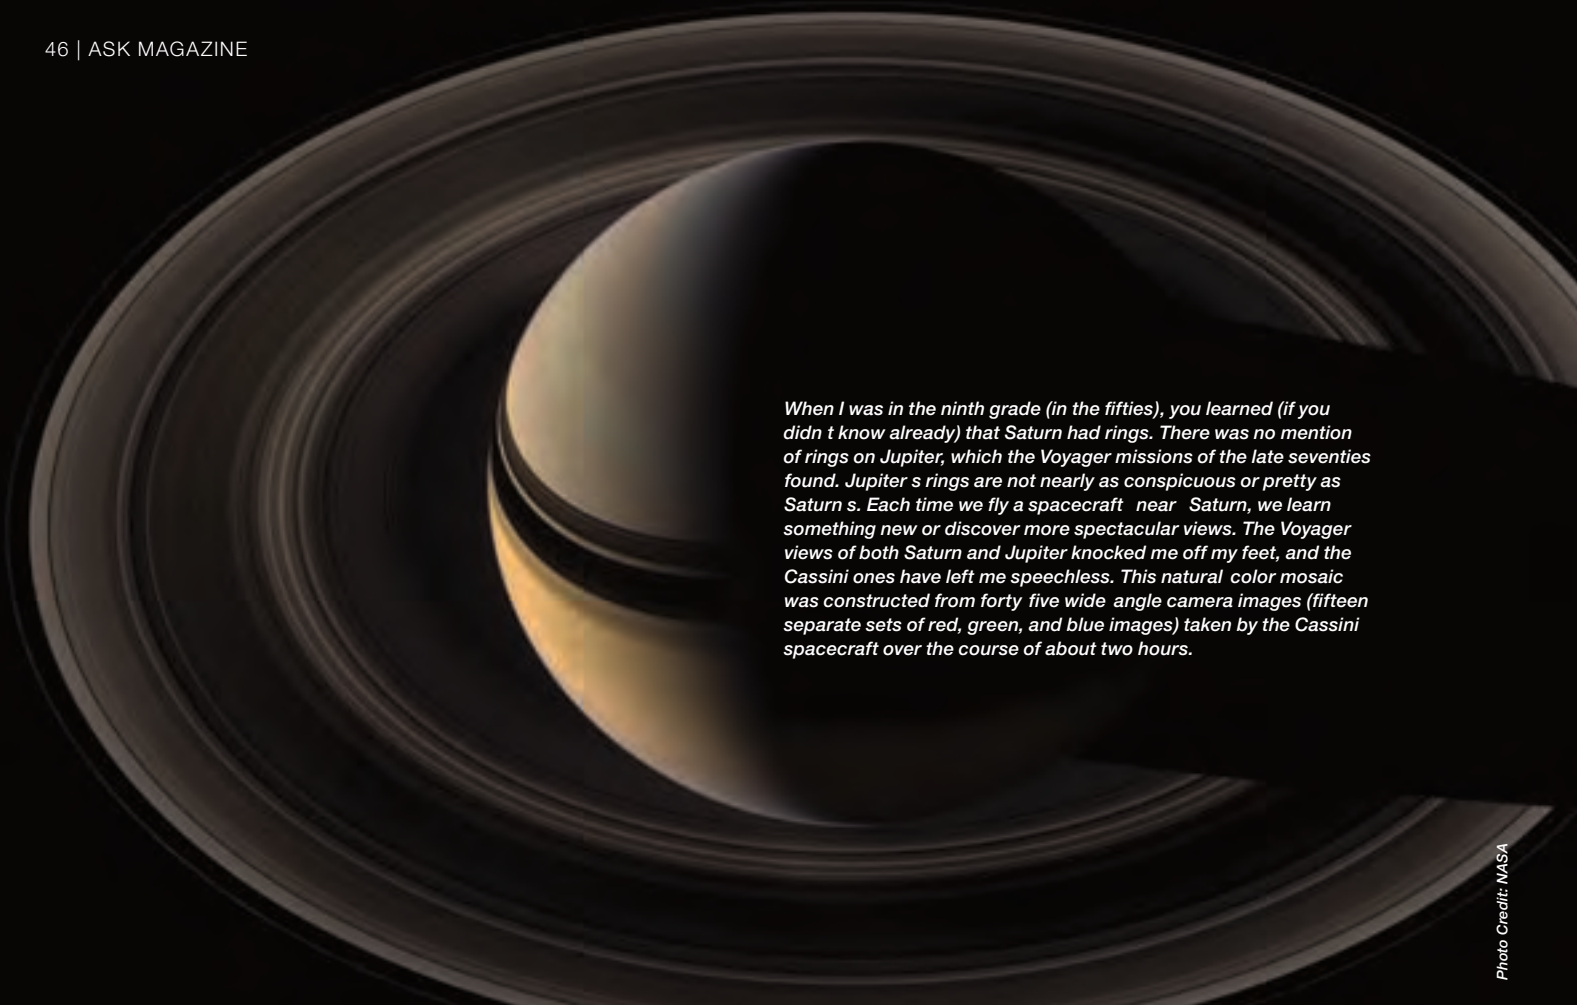 46 | ASK MAGAZINE
When I was in the ninth grade (in the fifties), you learned (if you
didn t know already) that Saturn had rings. There was no mention
of rings on Jupiter, which the Voyager missions of the late seventies
found. Jupiter s rings are not nearly as conspicuous or pretty as
Saturn s. Each time we fly a spacecraft near Saturn, we learn
something new or discover more spectacular views. The Voyager
views of both Saturn and Jupiter knocked me off my feet, and the
Cassini ones have left me speechless. This natural color mosaic
was constructed from forty five wide angle camera images (fifteen
separate sets of red, green, and blue images) taken by the Cassini
spacecraft over the course of about two hours.
Photo Credit: NASA